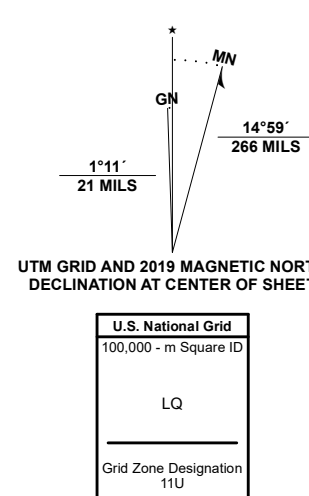 ★
MN
GN
14°59´
266 MILS
1°11´
21 MILS
UTM GRID AND 2019 MAGNETIC NORT
DECLINATION AT CENTER OF SHEET
U.S. National Grid
100,000 - m Square ID
LQ
Grid Zone Designation
11U